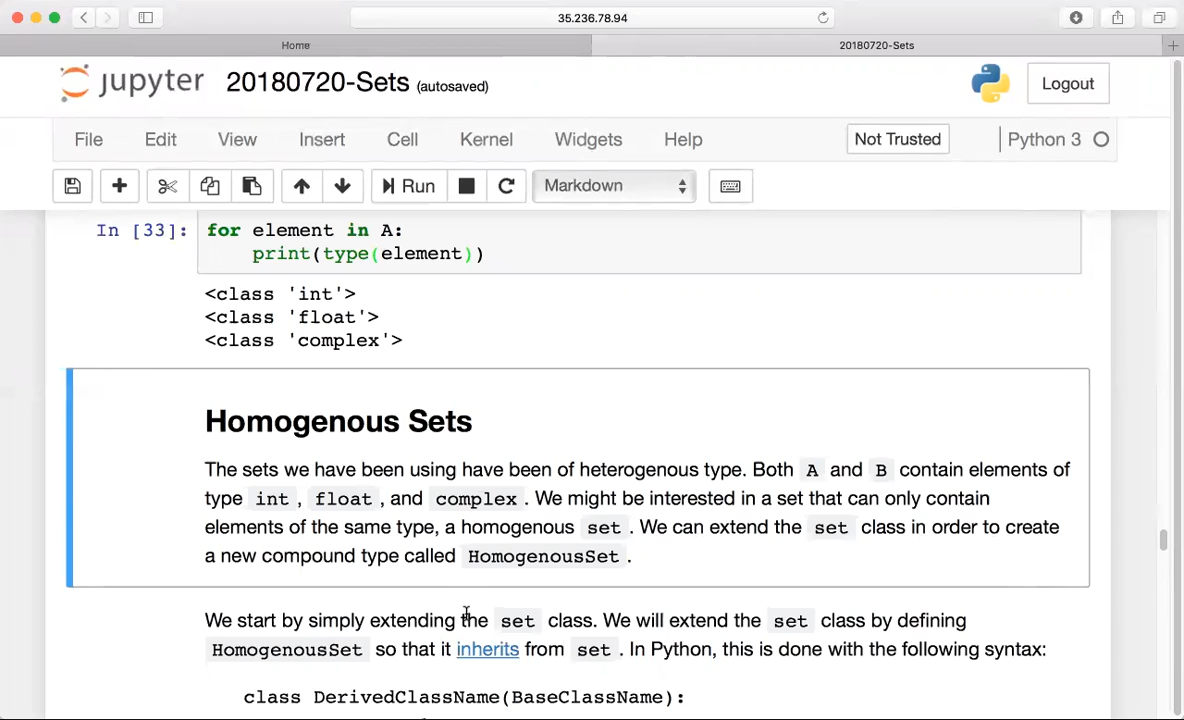 35.236.78.94
Home
20180720-Sets
jupyter 20180720-Sets (autosaved)
Logout
File Edit View Insert Cell Kernel Widgets Help Not Trusted Python 3
Run Markdown
In [33]: for element in A:
print(type(element))
<class 'int'>
<class 'float'>
<class 'complex'>
Homogenous Sets
The sets we have been using have been of heterogenous type. Both A and B contain elements of
type int, float, and complex. We might be interested in a set that can only contain
elements of the same type, a homogenous set. We can extend the set class in order to create
a new compound type called HomogenousSet.
We start by simply extending the set class. We will extend the set class by defining
HomogenousSet so that it inherits from set. In Python, this is done with the following syntax:
class DerivedClassName(BaseClassName):